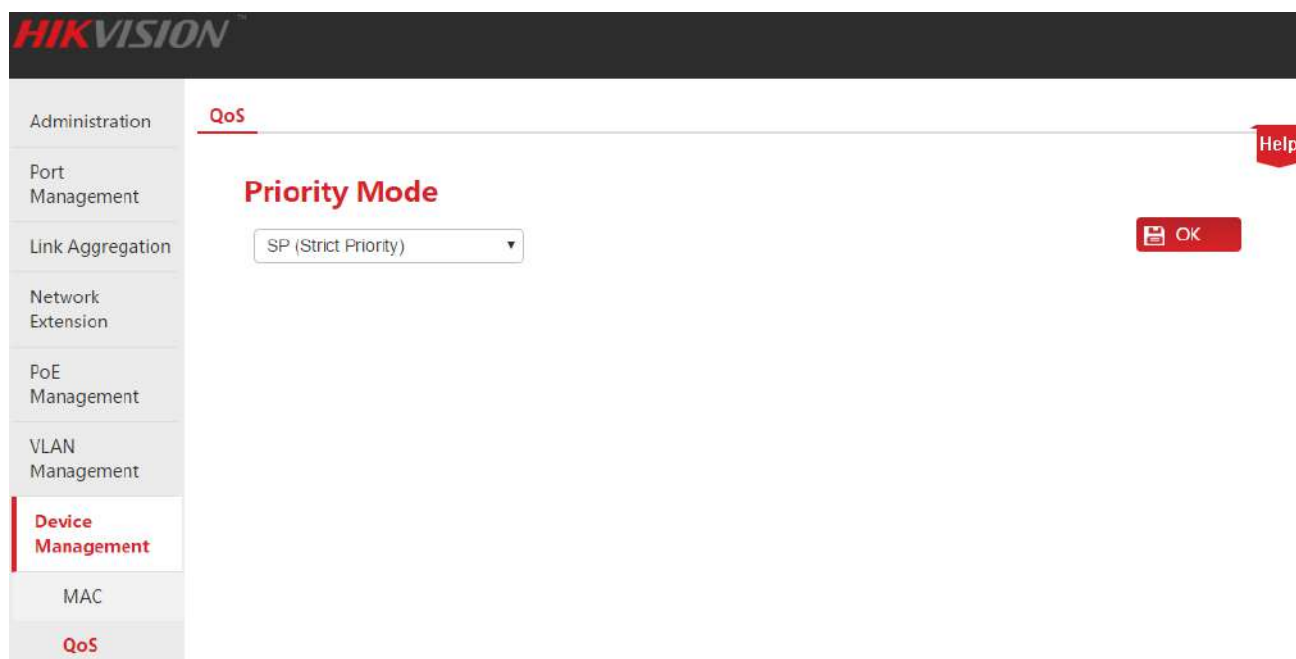 HIKVISION™
Administration
Port
Management
Link Aggregation
Network
Extension
PoE
Management
VLAN
Management
Device
Management
MAC
QoS
QoS
Help
Priority Mode
SP (Strict Priority)
OK